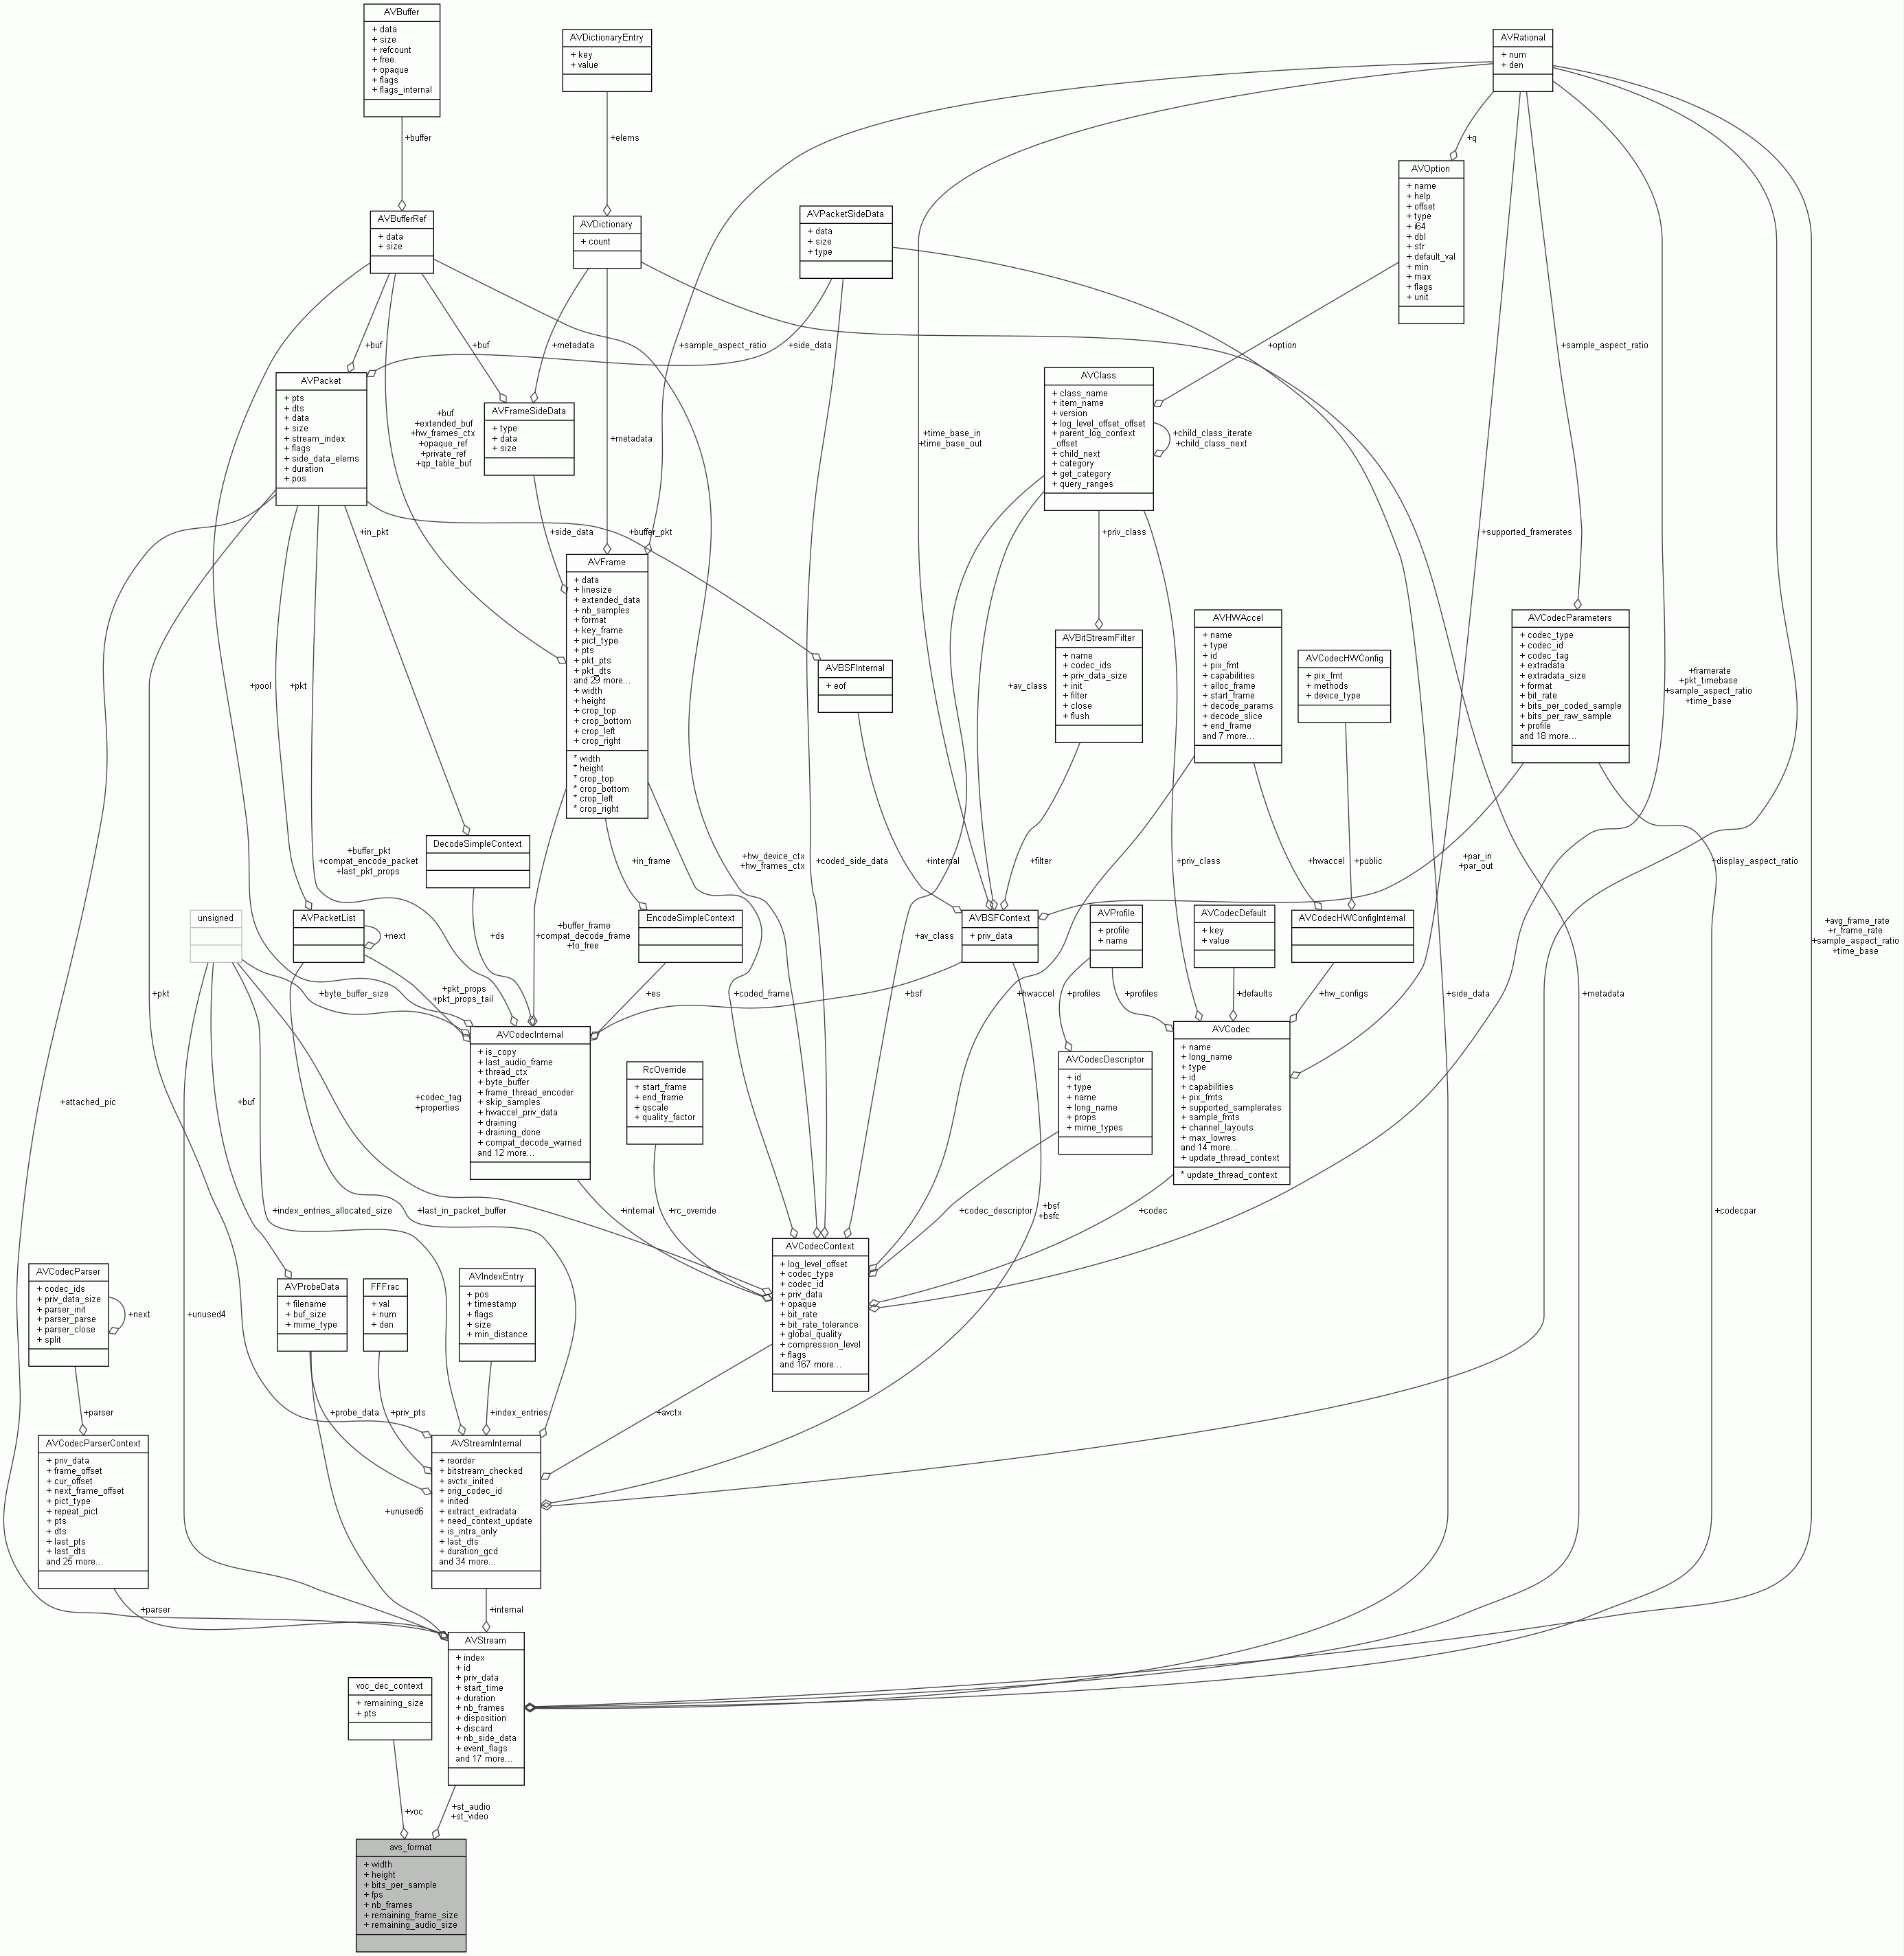 AVBuffer
+ data
+ size
+ refcount
+ free
+ opaque
+ flags
+ flags_internal
AVDictionaryEntry
+ key
+ value
AVRational
+ num
+ den
+buffer
+elems
+q
AVOption
+ name
+ help
+ offset
+ type
+ i64
+ dbl
+ str
+ default_val
+ min
+ max
+ flags
+ unit
AVBufferRef
+ data
+ size
AVDictionary
+ count
AVPacketSideData
+ data
+ size
+ type
+buf
+buf
+metadata
+sample_aspect_ratio
+side_data
+option
+sample_aspect_ratio
AVPacket
+ pts
+ dts
+ data
+ size
+ stream_index
+ flags
+ side_data_elems
+ duration
+ pos
+buf
+extended_buf
+hw_frames_ctx
+opaque_ref
+private_ref
+qp_table_buf
AVFrameSideData
+ type
+ data
+ size
+metadata
+time_base_in
+time_base_out
AVClass
+ class_name
+ item_name
+ version
+ log_level_offset_offset
+ parent_log_context
_offset
+ child_next
+ category
+ get_category
+ query_ranges
+child_class_iterate
+child_class_next
+in_pkt
+side_data
+buffer_pkt
+priv_class
+supported_framerates
AVFrame
+ data
+ linesize
+ extended_data
+ nb_samples
+ format
+ key_frame
+ pict_type
+ pts
+ pkt_pts
+ pkt_dts
and 29 more...
+ width
+ height
+ crop_top
+ crop_bottom
+ crop_left
+ crop_right
* width
* height
* crop_top
* crop_bottom
* crop_left
* crop_right
+pool
+pkt
AVBSFInternal
+ eof
+av_class
AVBitStreamFilter
+ name
+ codec_ids
+ priv_data_size
+ init
+ filter
+ close
+ flush
AVHWAccel
+ name
+ type
+ id
+ pix_fmt
+ capabilities
+ alloc_frame
+ start_frame
+ decode_params
+ decode_slice
+ end_frame
and 7 more...
AVCodecHWConfig
+ pix_fmt
+ methods
+ device_type
AVCodecParameters
+ codec_type
+ codec_id
+ codec_tag
+ extradata
+ extradata_size
+ format
+ bit_rate
+ bits_per_coded_sample
+ bits_per_raw_sample
+ profile
and 18 more...
+framerate
+pkt_timebase
+sample_aspect_ratio
+time_base
+buffer_pkt
+compat_encode_packet
+last_pkt_props
DecodeSimpleContext
+in_frame
+hw_device_ctx
+hw_frames_ctx
+coded_side_data
+internal
+filter
+priv_class
+hwaccel
+public
+par_in
+par_out
+display_aspect_ratio
unsigned
AVPacketList
+next
+ds
+buffer_frame
+compat_decode_frame
+to_free
EncodeSimpleContext
+av_class
AVBSFContext
+ priv_data
AVProfile
+ profile
+ name
AVCodecDefault
+ key
+ value
AVCodecHWConfigInternal
+avg_frame_rate
+r_frame_rate
+sample_aspect_ratio
+time_base
+pkt
+byte_buffer_size
+pkt_props
+pkt_props_tail
+es
+coded_frame
+bsf
+hwaccel
+profiles
+profiles
+defaults
+hw_configs
+side_data
+metadata
AVCodecInternal
+ is_copy
+ last_audio_frame
+ thread_ctx
+ byte_buffer
+ frame_thread_encoder
+ skip_samples
+ hwaccel_priv_data
+ draining
+ draining_done
+ compat_decode_warned
and 12 more...
RcOverride
+ start_frame
+ end_frame
+ qscale
+ quality_factor
AVCodecDescriptor
+ id
+ type
+ name
+ long_name
+ props
+ mime_types
AVCodec
+ name
+ long_name
+ type
+ id
+ capabilities
+ pix_fmts
+ supported_samplerates
+ sample_fmts
+ channel_layouts
+ max_lowres
and 14 more...
+ update_thread_context
* update_thread_context
+attached_pic
+buf
+codec_tag
+properties
+index_entries_allocated_size
+last_in_packet_buffer
+internal
+rc_override
+codec_descriptor
+bsf
+bsfc
+codec
+codecpar
AVCodecContext
+ log_level_offset
+ codec_type
+ codec_id
+ priv_data
+ opaque
+ bit_rate
+ bit_rate_tolerance
+ global_quality
+ compression_level
+ flags
and 167 more...
AVCodecParser
+ codec_ids
+ priv_data_size
+ parser_init
+ parser_parse
+ parser_close
+ split
+next
+unused4
AVProbeData
+ filename
+ buf_size
+ mime_type
FFFrac
+ val
+ num
+ den
AVIndexEntry
+ pos
+ timestamp
+ flags
+ size
+ min_distance
+parser
+probe_data
+priv_pts
+index_entries
+avctx
AVCodecParserContext
+ priv_data
+ frame_offset
+ cur_offset
+ next_frame_offset
+ pict_type
+ repeat_pict
+ pts
+ dts
+ last_pts
+ last_dts
and 25 more...
+unused6
AVStreamInternal
+ reorder
+ bitstream_checked
+ avctx_inited
+ orig_codec_id
+ inited
+ extract_extradata
+ need_context_update
+ is_intra_only
+ last_dts
+ duration_gcd
and 34 more...
+parser
+internal
AVStream
+ index
+ id
+ priv_data
+ start_time
+ duration
+ nb_frames
+ disposition
+ discard
+ nb_side_data
+ event_flags
and 17 more...
voc_dec_context
+ remaining_size
+ pts
+voc
+st_audio
+st_video
avs_format
+ width
+ height
+ bits_per_sample
+ fps
+ nb_frames
+ remaining_frame_size
+ remaining_audio_size